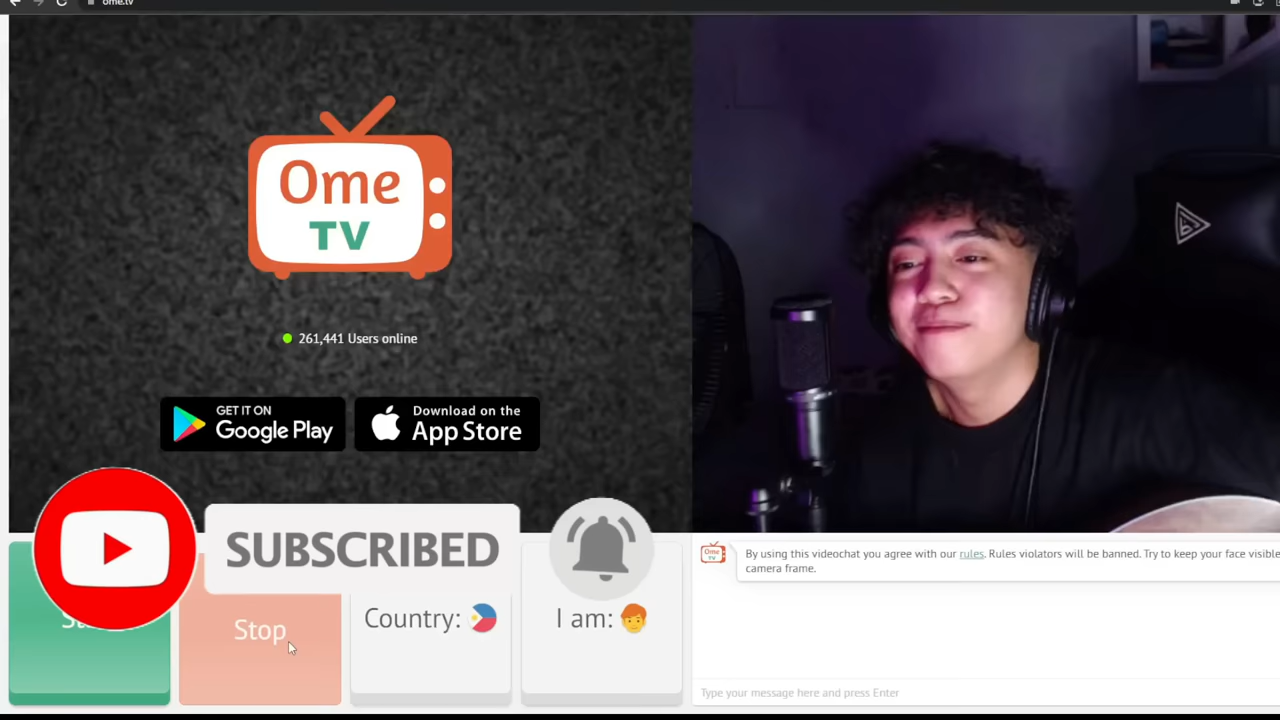 ome.tv
Ome
TV
261,441 Users online
GET IT ON
Google Play
Download on the
App Store
SUBSCRIBED
Stop
Country:
I am:
Ome
TV
By using this videochat you agree with our rules. Rules violators will be banned. Try to keep your face visible
camera frame.
Type your message here and press Enter